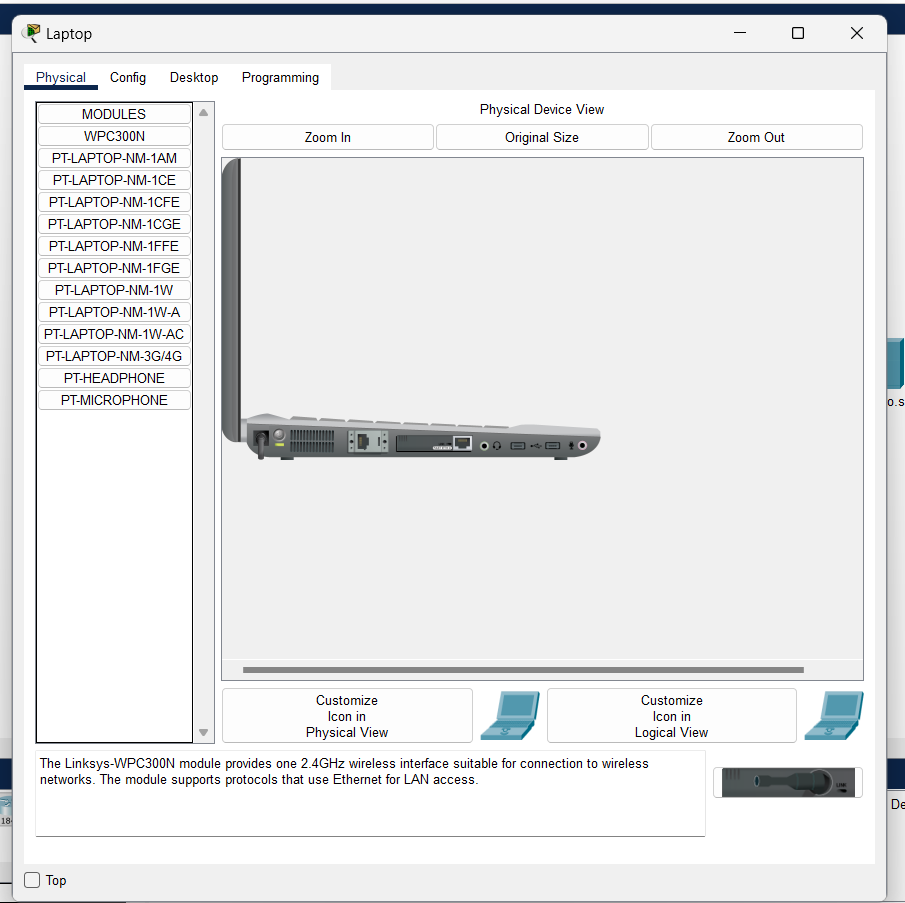 Laptop
Physical
Config
Desktop
Programming
MODULES
WPC300N
PT-LAPTOP-NM-1AM
PT-LAPTOP-NM-1CE
PT-LAPTOP-NM-1CFE
PT-LAPTOP-NM-1CGE
PT-LAPTOP-NM-1FFE
PT-LAPTOP-NM-1FGE
PT-LAPTOP-NM-1W
PT-LAPTOP-NM-1W-A
PT-LAPTOP-NM-1W-AC
PT-LAPTOP-NM-3G/4G
PT-HEADPHONE
PT-MICROPHONE
Physical Device View
Zoom In
Original Size
Zoom Out
Customize
Icon in
Physical View
Customize
Icon in
Logical View
The Linksys-WPC300N module provides one 2.4GHz wireless interface suitable for connection to wireless
networks. The module supports protocols that use Ethernet for LAN access.
Top
o.s
De
184